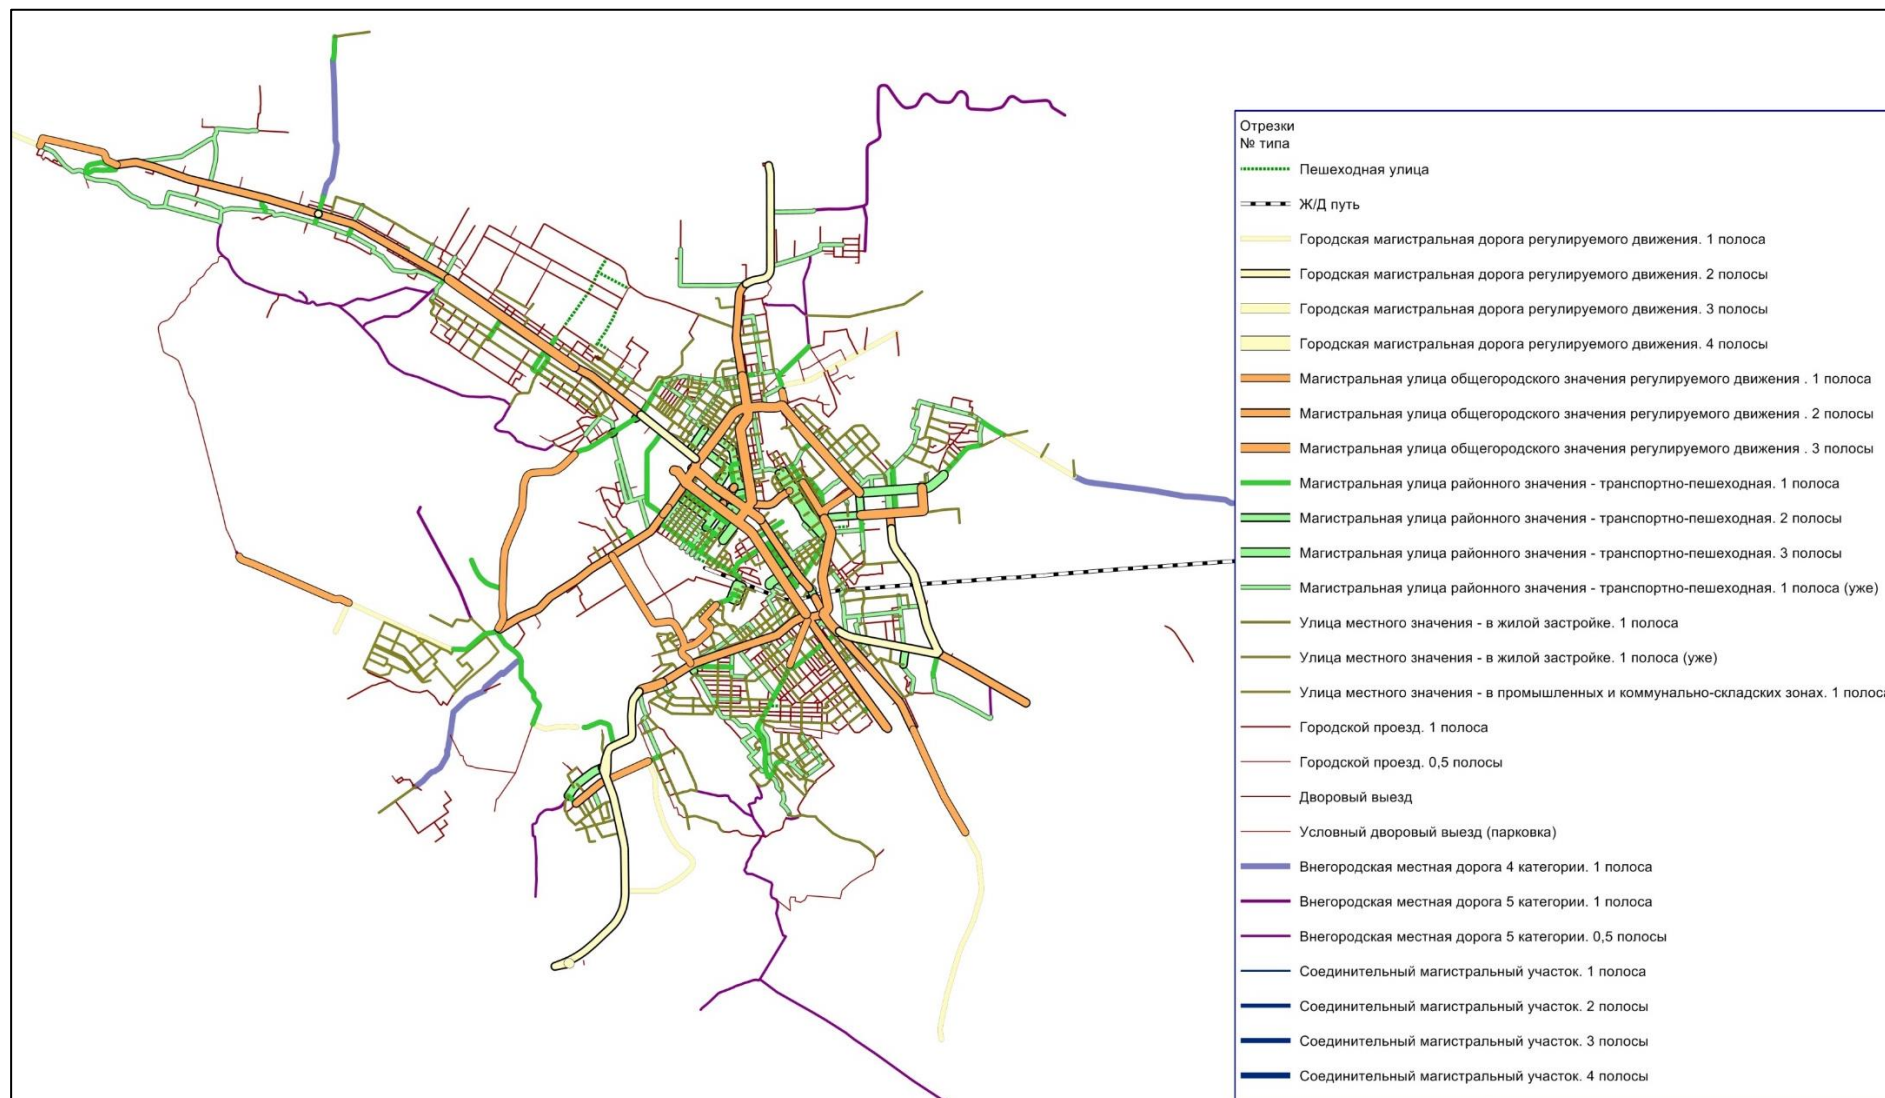 Отрезки
№ типа
Пешеходная улица
Ж/Д путь
Городская магистральная дорога регулируемого движения. 1 полоса
Городская магистральная дорога регулируемого движения. 2 полосы
Городская магистральная дорога регулируемого движения. 3 полосы
Городская магистральная дорога регулируемого движения. 4 полосы
Магистральная улица общегородского значения регулируемого движения . 1 полоса
Магистральная улица общегородского значения регулируемого движения . 2 полосы
Магистральная улица общегородского значения регулируемого движения . 3 полосы
Магистральная улица районного значения - транспортно-пешеходная. 1 полоса
Магистральная улица районного значения - транспортно-пешеходная. 2 полосы
Магистральная улица районного значения - транспортно-пешеходная. 3 полосы
Магистральная улица районного значения - транспортно-пешеходная. 1 полоса (уже)
Улица местного значения - в жилой застройке. 1 полоса
Улица местного значения - в жилой застройке. 1 полоса (уже)
Улица местного значения - в промышленных и коммунально-складских зонах. 1 полоса
Городской проезд. 1 полоса
Городской проезд. 0,5 полосы
Дворовый выезд
Условный дворовый выезд (парковка)
Внегородская местная дорога 4 категории. 1 полоса
Внегородская местная дорога 5 категории. 1 полоса
Внегородская местная дорога 5 категории. 0,5 полосы
Соединительный магистральный участок. 1 полоса
Соединительный магистральный участок. 2 полосы
Соединительный магистральный участок. 3 полосы
Соединительный магистральный участок. 4 полосы